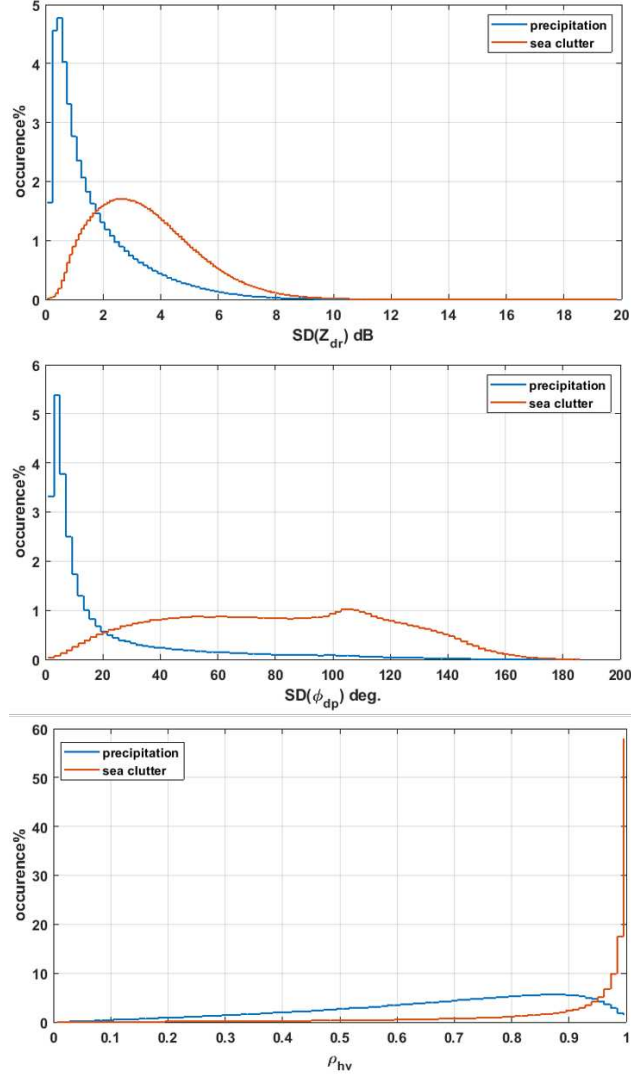 5
4
3
2
1
0
occurence%
precipitation
sea clutter
0 2 4 6 8 10 12 14 16 18 20
SD(Z_dr) dB
6
5
4
3
2
1
0
occurence%
precipitation
sea clutter
0 20 40 60 80 100 120 140 160 180 200
SD(ϕ_dp) deg.
60
50
40
30
20
10
0
occurence%
precipitation
sea clutter
0 0.1 0.2 0.3 0.4 0.5 0.6 0.7 0.8 0.9 1
ρ_hv